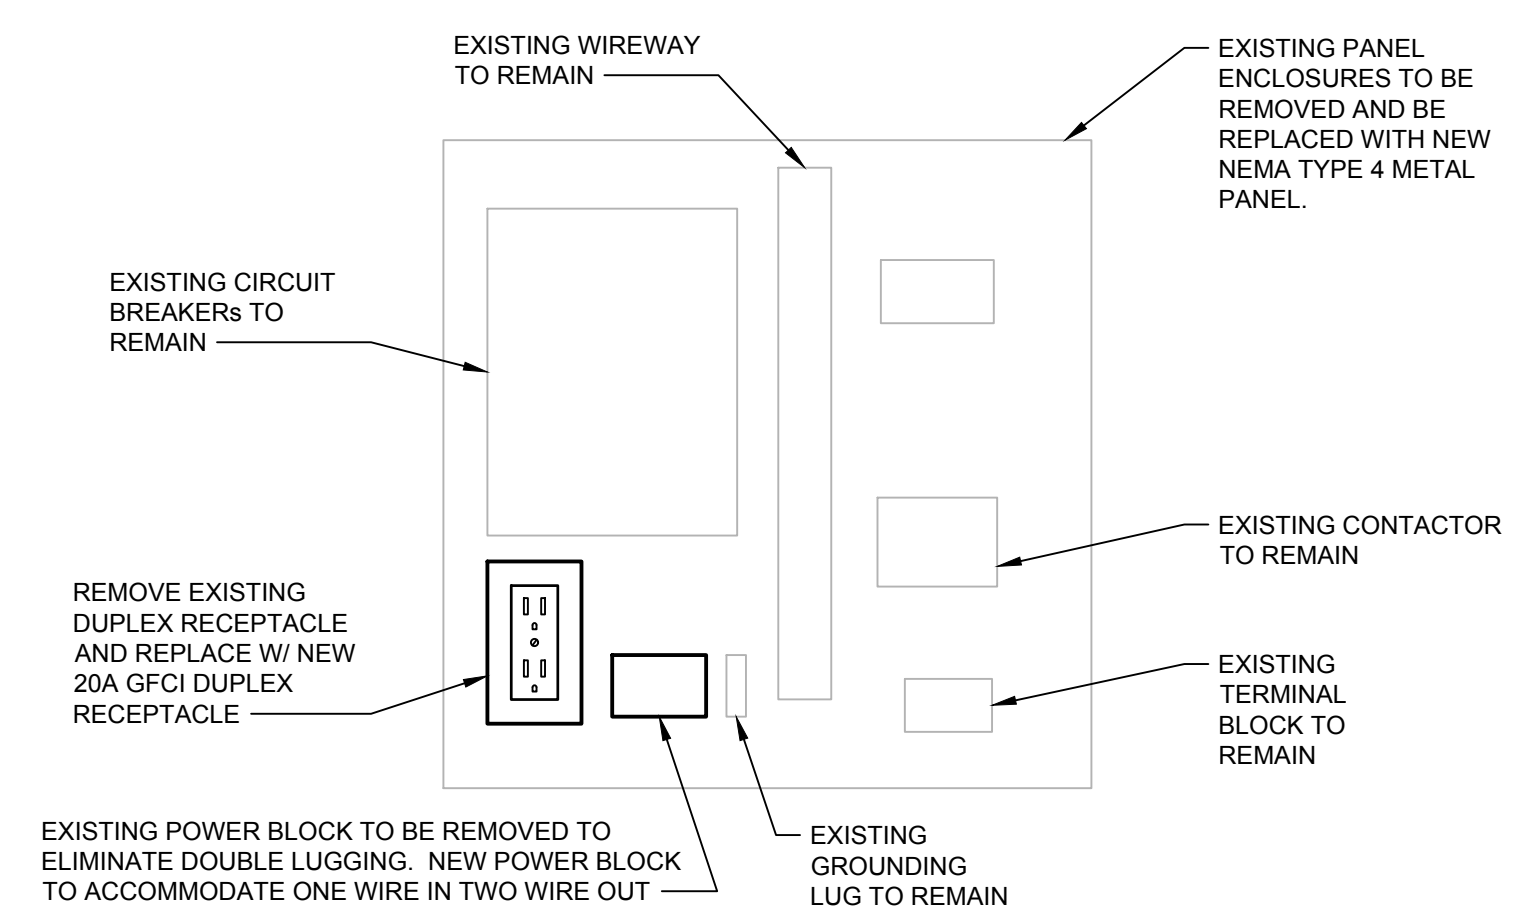 EXISTING WIREWAY
TO REMAIN
EXISTING PANEL
ENCLOSURES TO BE
REMOVED AND BE
REPLACED WITH NEW
NEMA TYPE 4 METAL
PANEL.
EXISTING CIRCUIT
BREAKERs TO
REMAIN
EXISTING CONTACTOR
TO REMAIN
REMOVE EXISTING
DUPLEX RECEPTACLE
AND REPLACE W/ NEW
20A GFCI DUPLEX
RECEPTACLE
EXISTING
TERMINAL
BLOCK TO
REMAIN
EXISTING POWER BLOCK TO BE REMOVED TO
ELIMINATE DOUBLE LUGGING.  NEW POWER BLOCK
TO ACCOMMODATE ONE WIRE IN TWO WIRE OUT
EXISTING
GROUNDING
LUG TO REMAIN